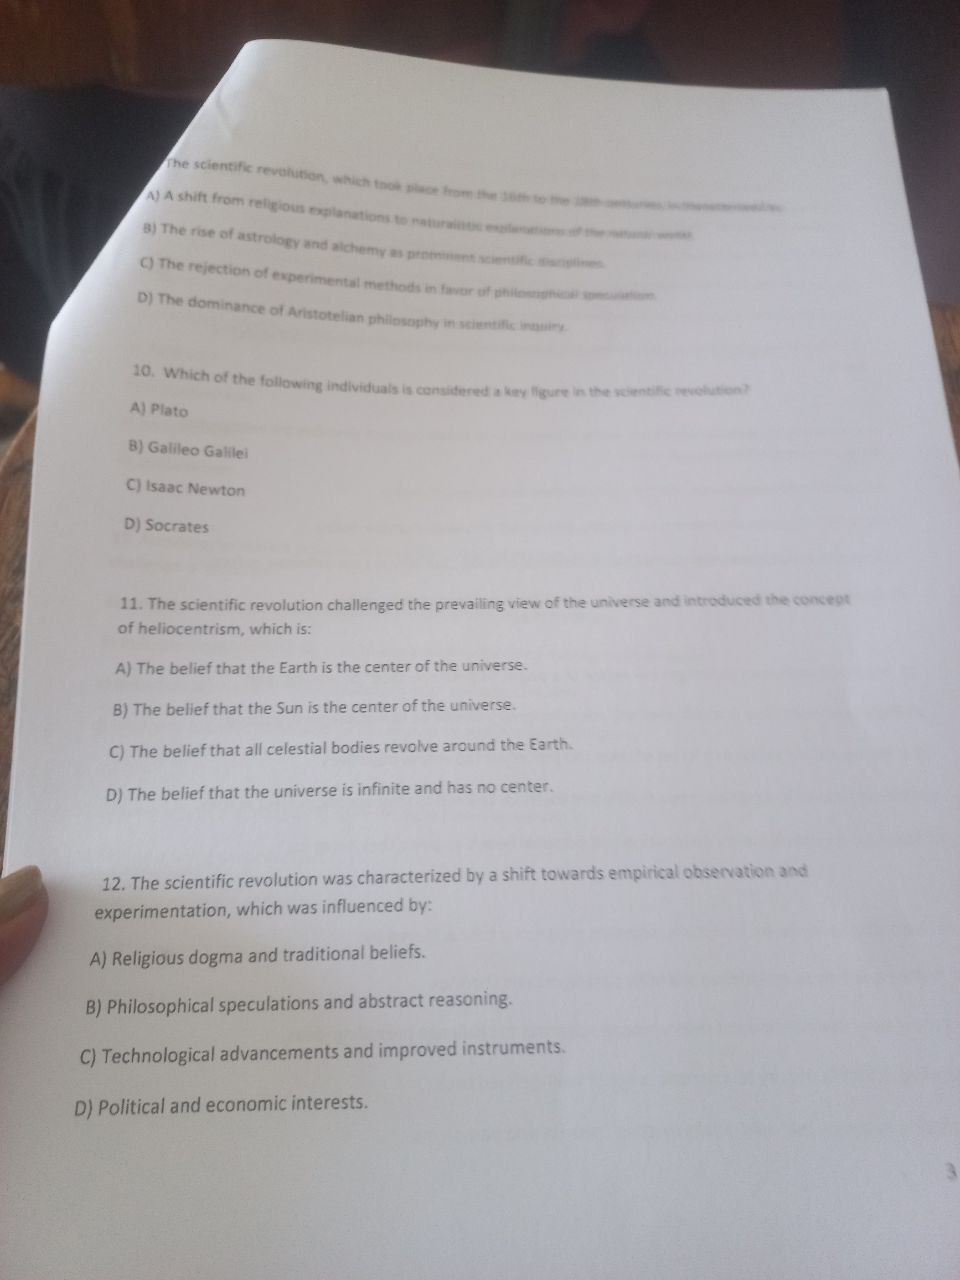 The scientific revolution, which took place from the 16th to the 18th centuries, is characterized by:
A) A shift from religious explanations to naturalistic explanations of the natural world.
B) The rise of astrology and alchemy as prominent scientific disciplines.
C) The rejection of experimental methods in favor of philosophical speculation.
D) The dominance of Aristotelian philosophy in scientific inquiry.
10. Which of the following individuals is considered a key figure in the scientific revolution?
A) Plato
B) Galileo Galilei
C) Isaac Newton
D) Socrates
11. The scientific revolution challenged the prevailing view of the universe and introduced the concept
of heliocentrism, which is:
A) The belief that the Earth is the center of the universe.
B) The belief that the Sun is the center of the universe.
C) The belief that all celestial bodies revolve around the Earth.
D) The belief that the universe is infinite and has no center.
12. The scientific revolution was characterized by a shift towards empirical observation and
experimentation, which was influenced by:
A) Religious dogma and traditional beliefs.
B) Philosophical speculations and abstract reasoning.
C) Technological advancements and improved instruments.
D) Political and economic interests.
3